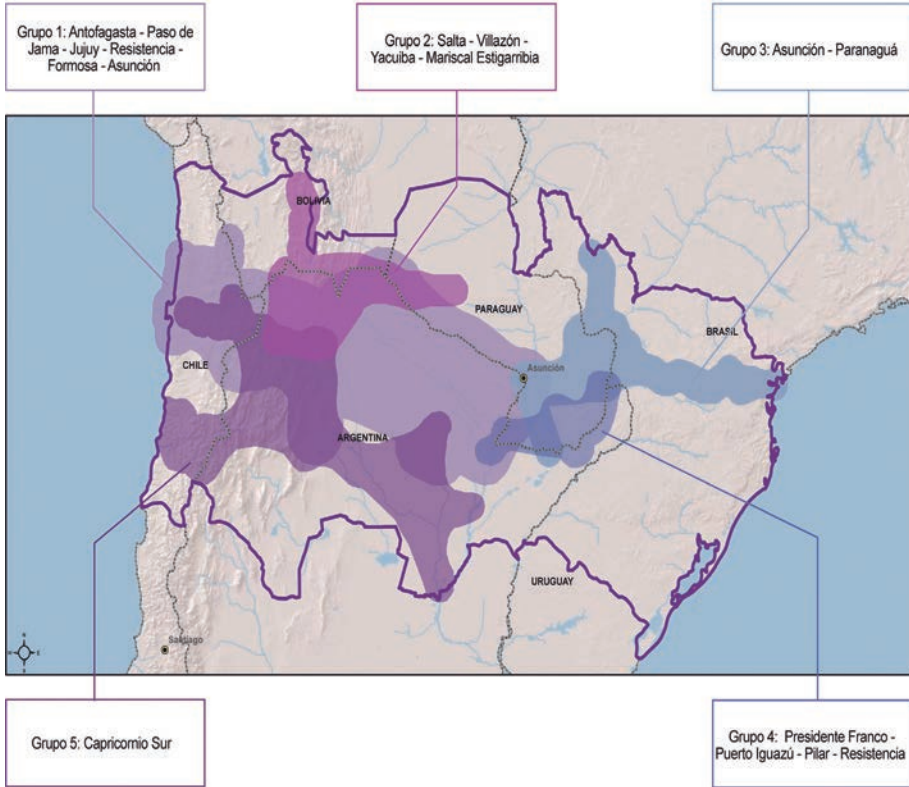 Grupo 1: Antofagasta - Paso de
Jama - Jujuy - Resistencia -
Formosa - Asunción
Grupo 2: Salta - Villazón -
Yacuiba - Mariscal Estigarribia
Grupo 3: Asunción - Paranaguá
BOLIVIA
PARAGUAY
BRASIL
CHILE
Asunción
ARGENTINA
URUGUAY
Santiago
N
E
S
Grupo 5: Capricornio Sur
Grupo 4: Presidente Franco -
Puerto Iguazú - Pilar - Resistencia